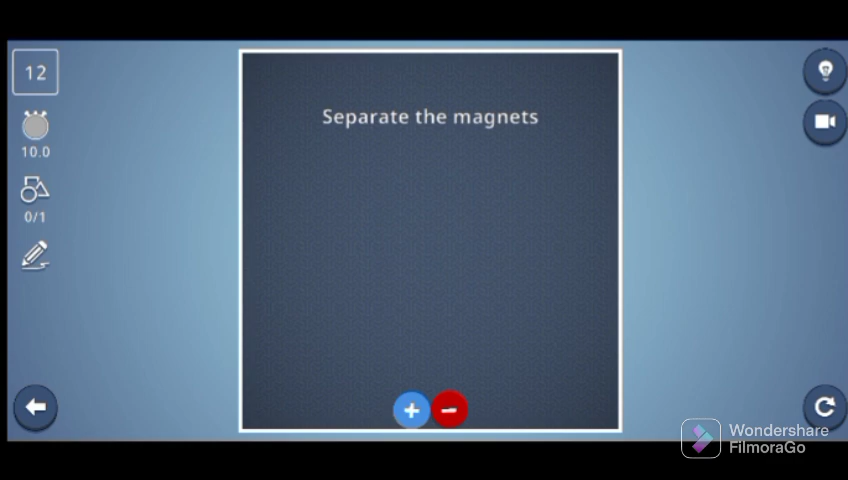 12
Separate the magnets
10.0
0/1
+ -
Wondershare
FilmoraGo